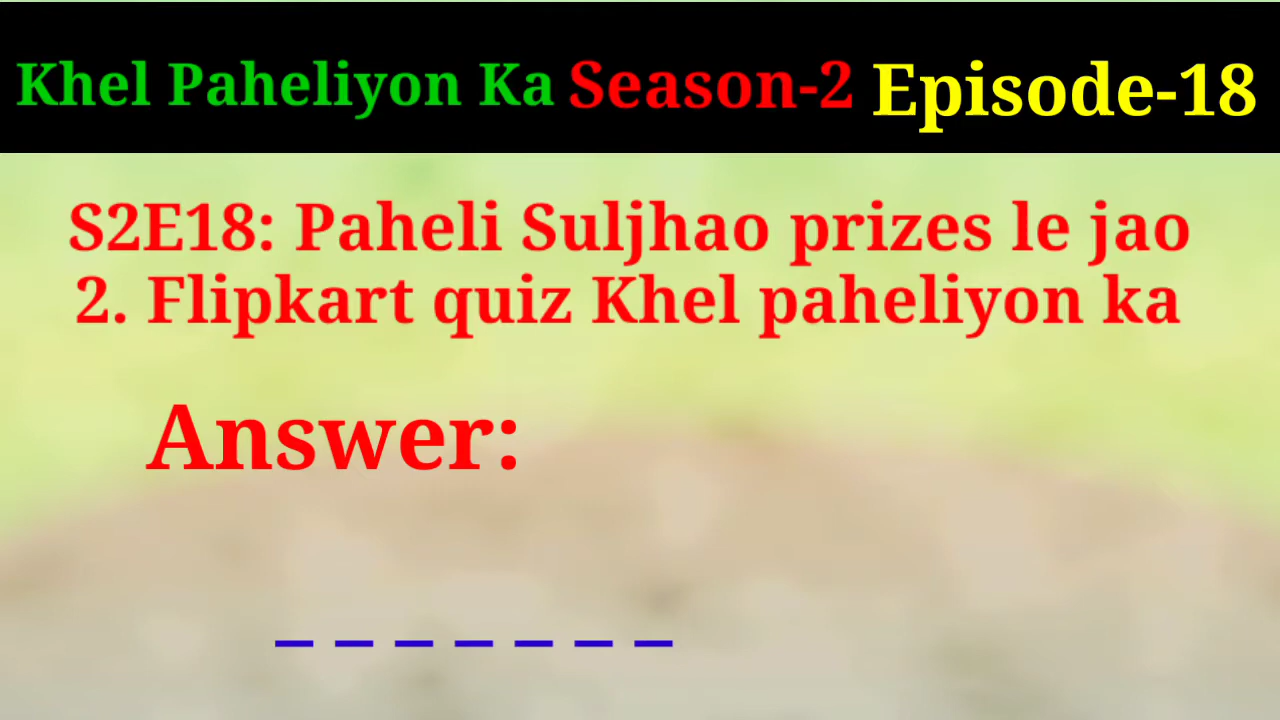 Khel Paheliyon Ka Season-2 Episode-18
S2E18: Paheli Suljhao prizes le jao
2. Flipkart quiz Khel paheliyon ka
Answer:
_ _ _ _ _ _ _